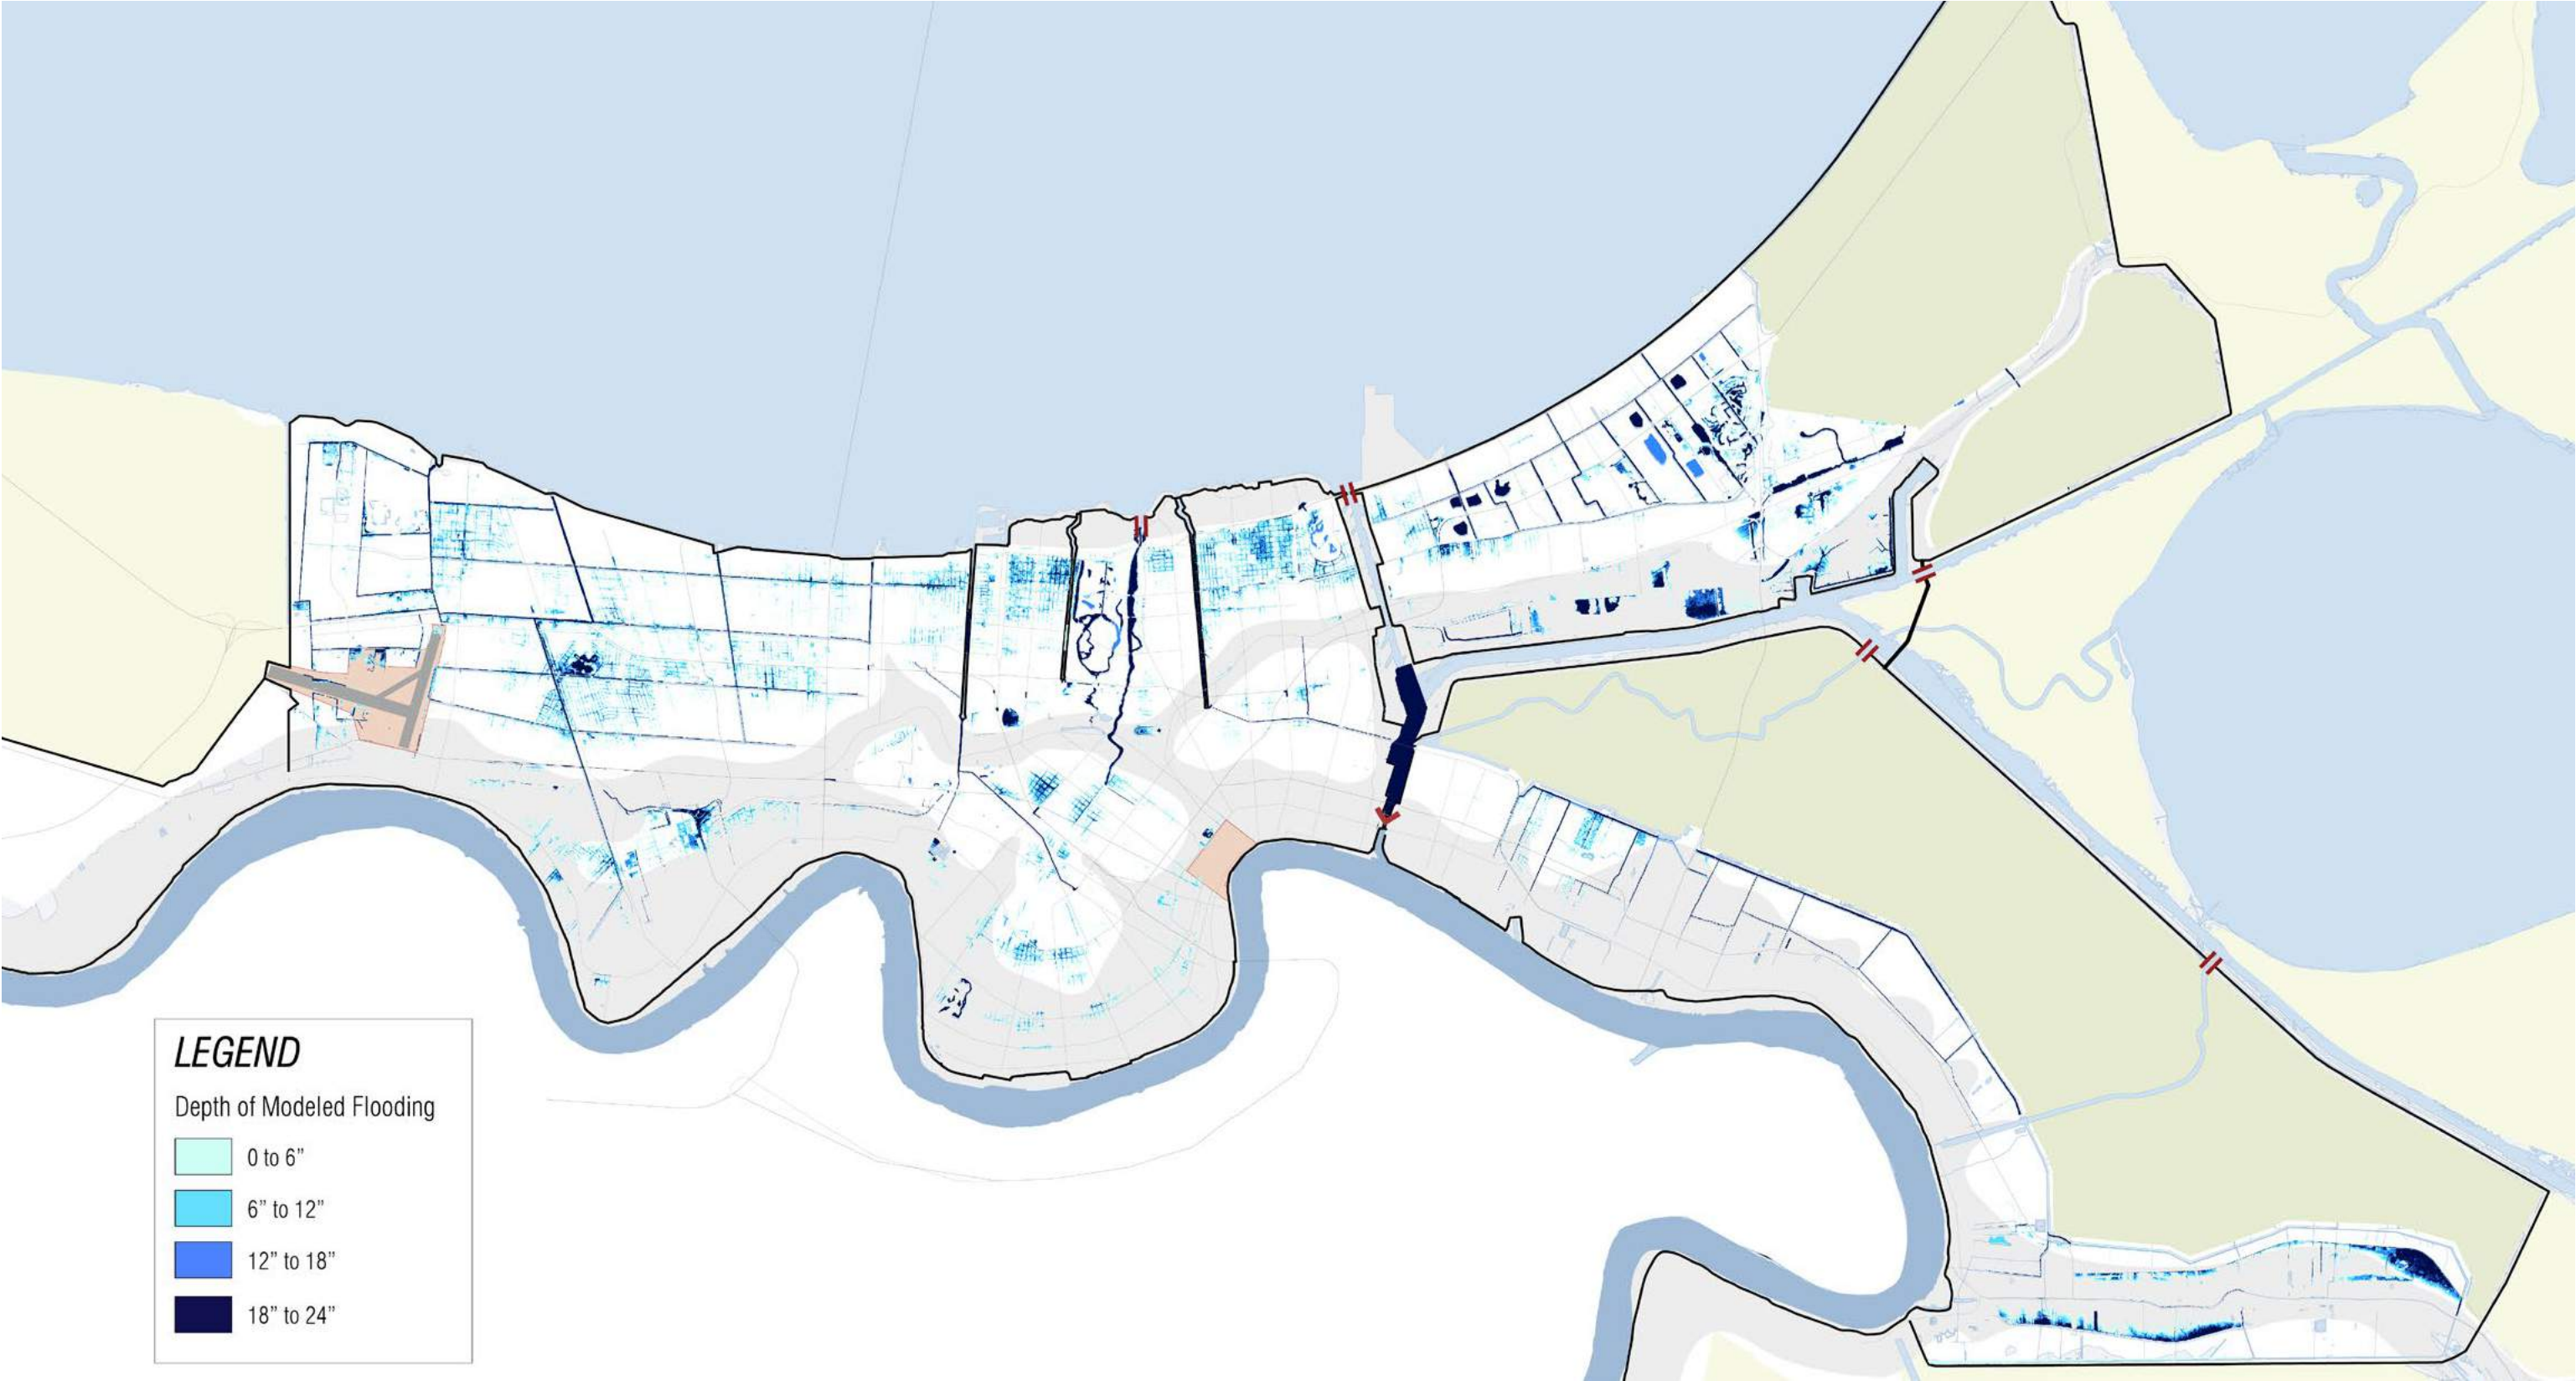 LEGEND
Depth of Modeled Flooding
0 to 6”
6” to 12”
12” to 18”
18” to 24”